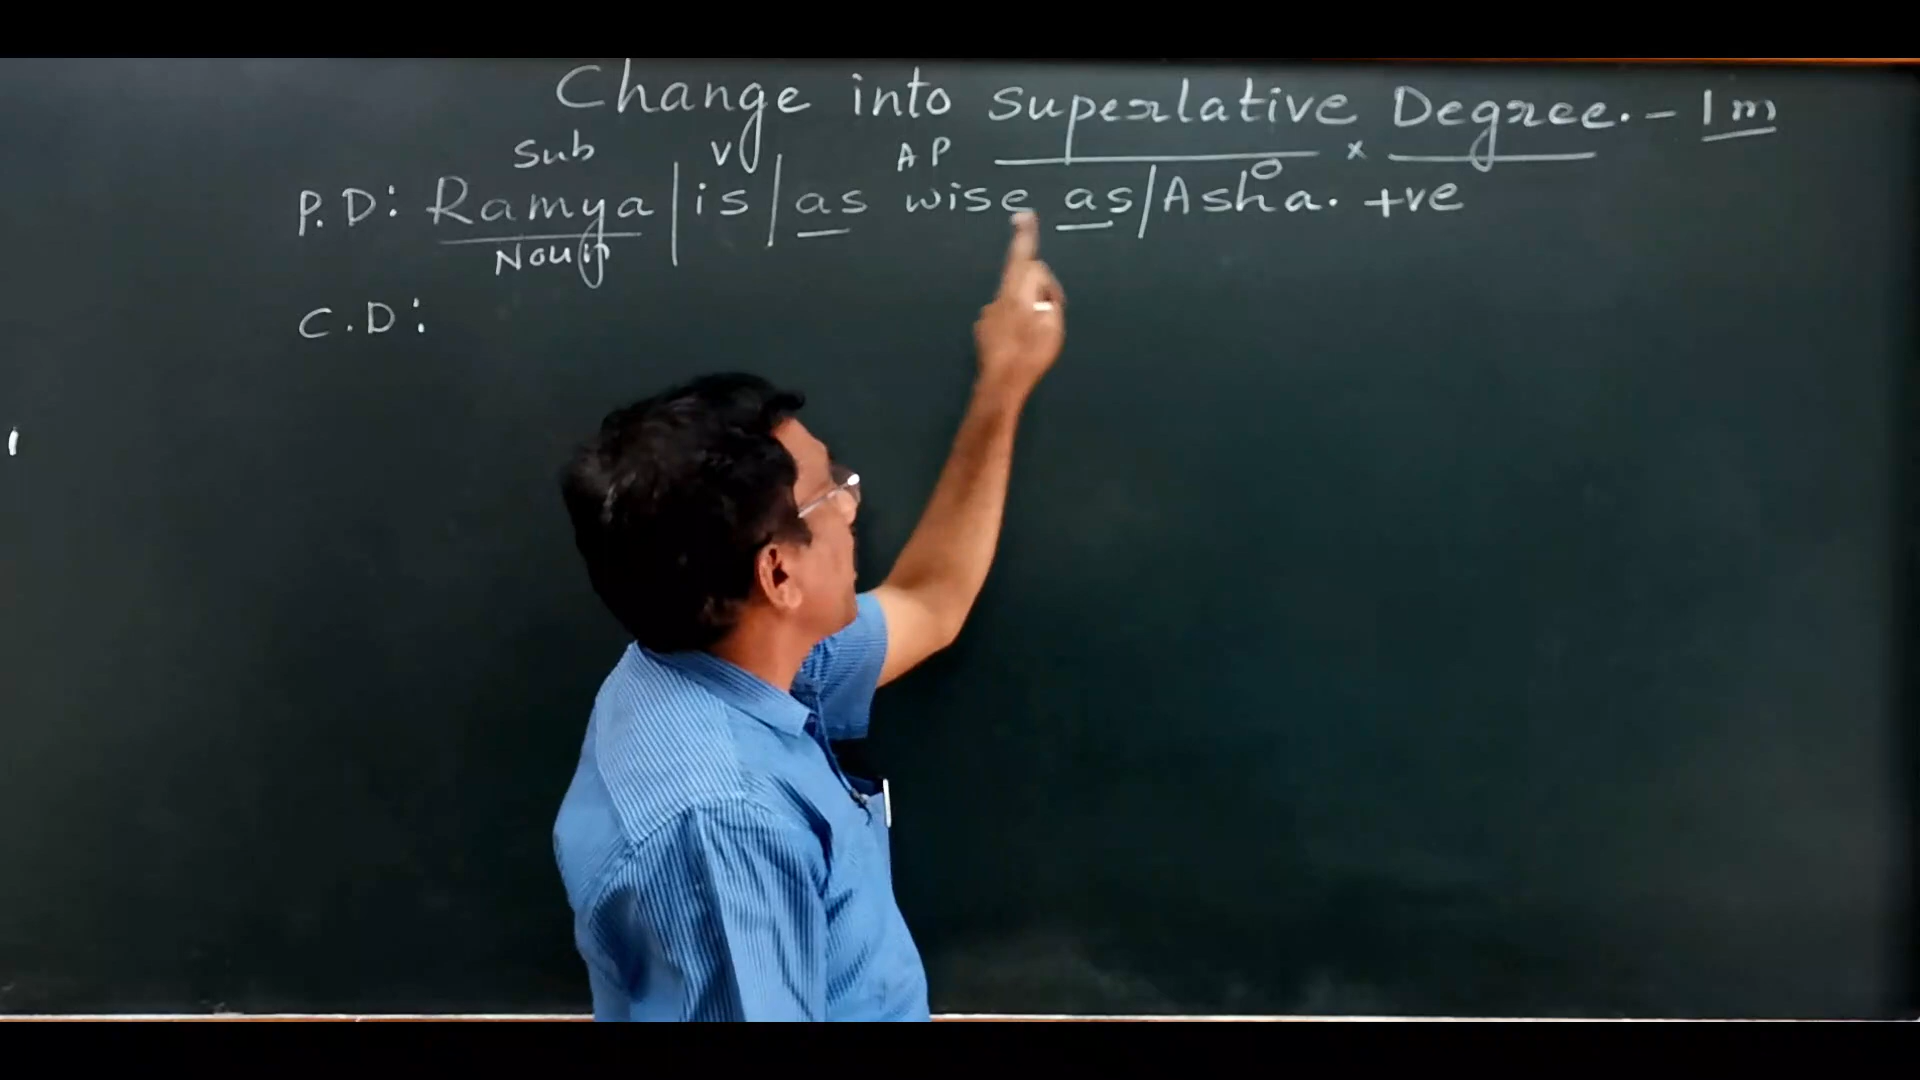 Change into Superlative Degree. - 1m
Sub V AP x o
P.D: Ramya | is | as wise as / Asha. +ve
Noun
C.D: